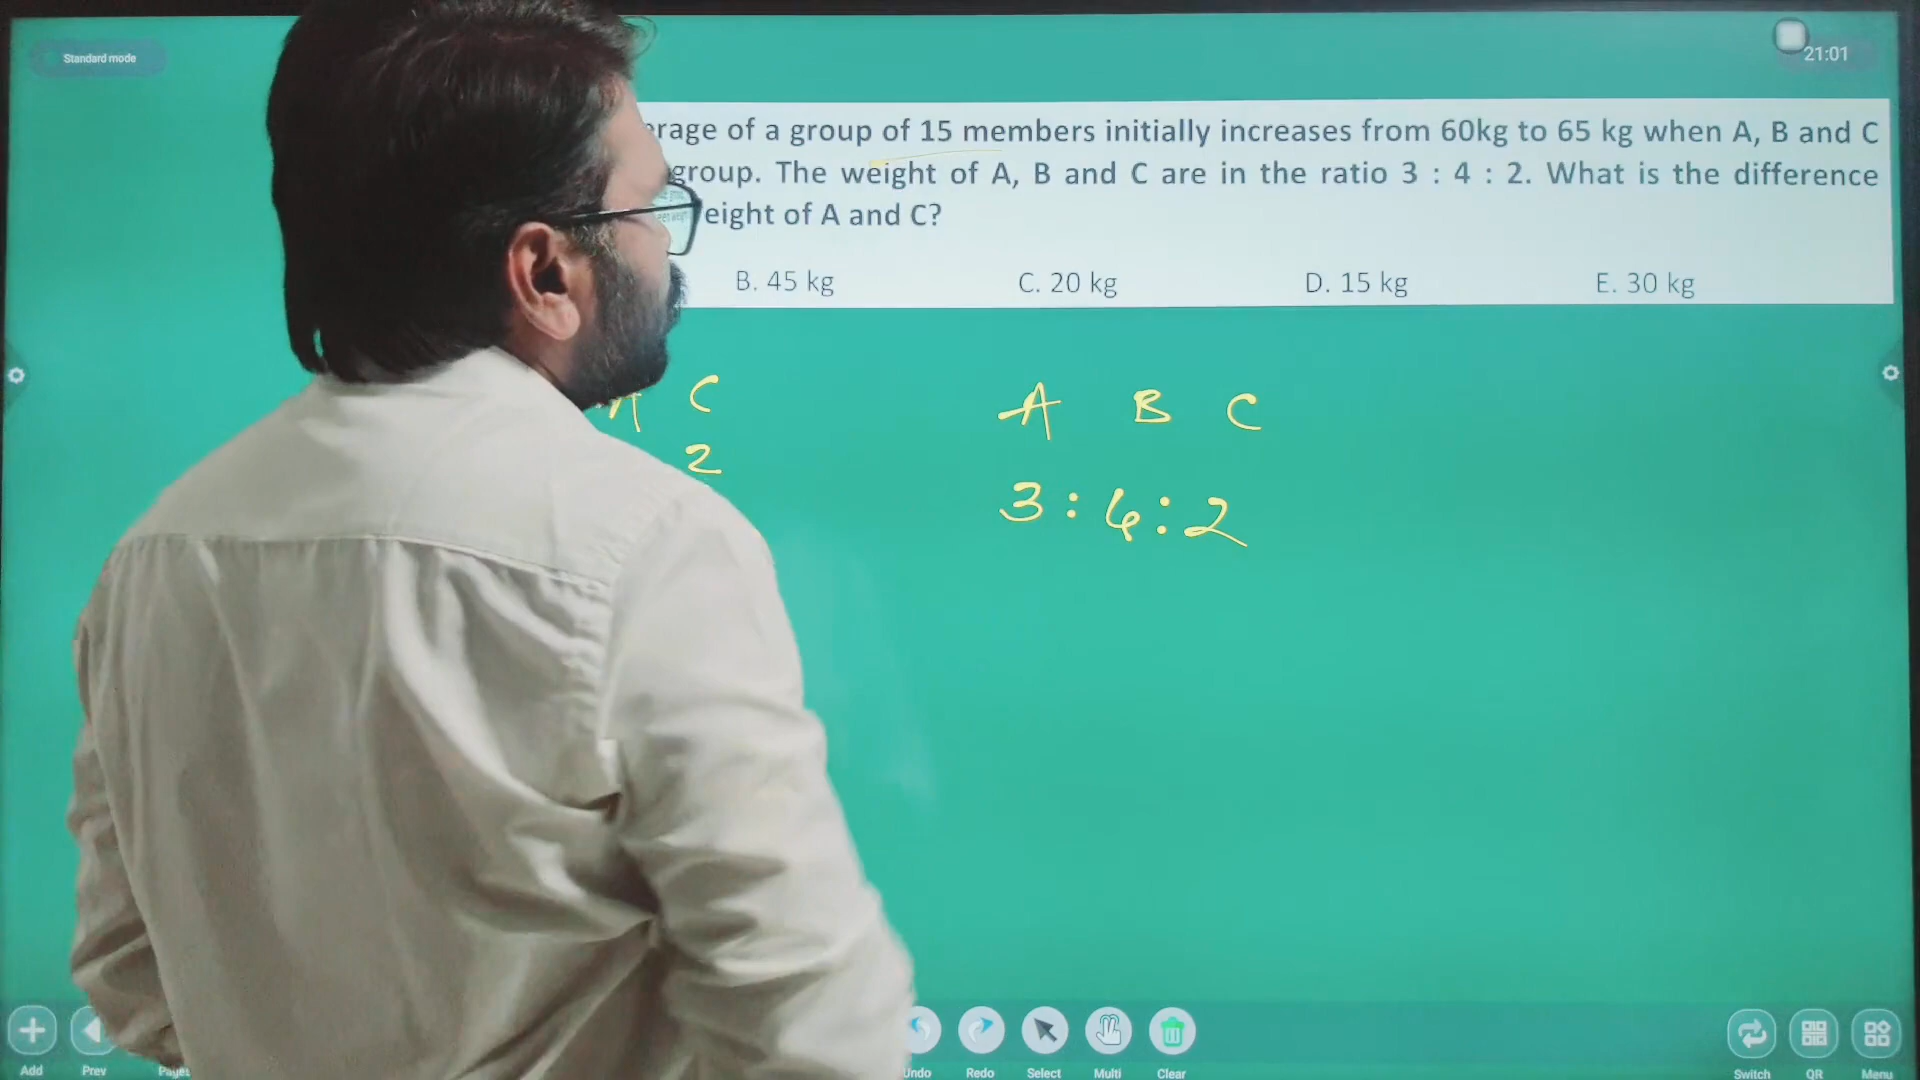 Standard mode
21:01
of a group of 15 members initially increases from 60kg to 65 kg when A, B and C
group. The weight of A, B and C are in the ratio 3 : 4 : 2. What is the difference
of A and C?
B. 45 kg C. 20 kg D. 15 kg E. 30 kg
C
2
A B C
3 : 4 : 2
Add Prev Undo Redo Select Multi Clear Switch QR Menu